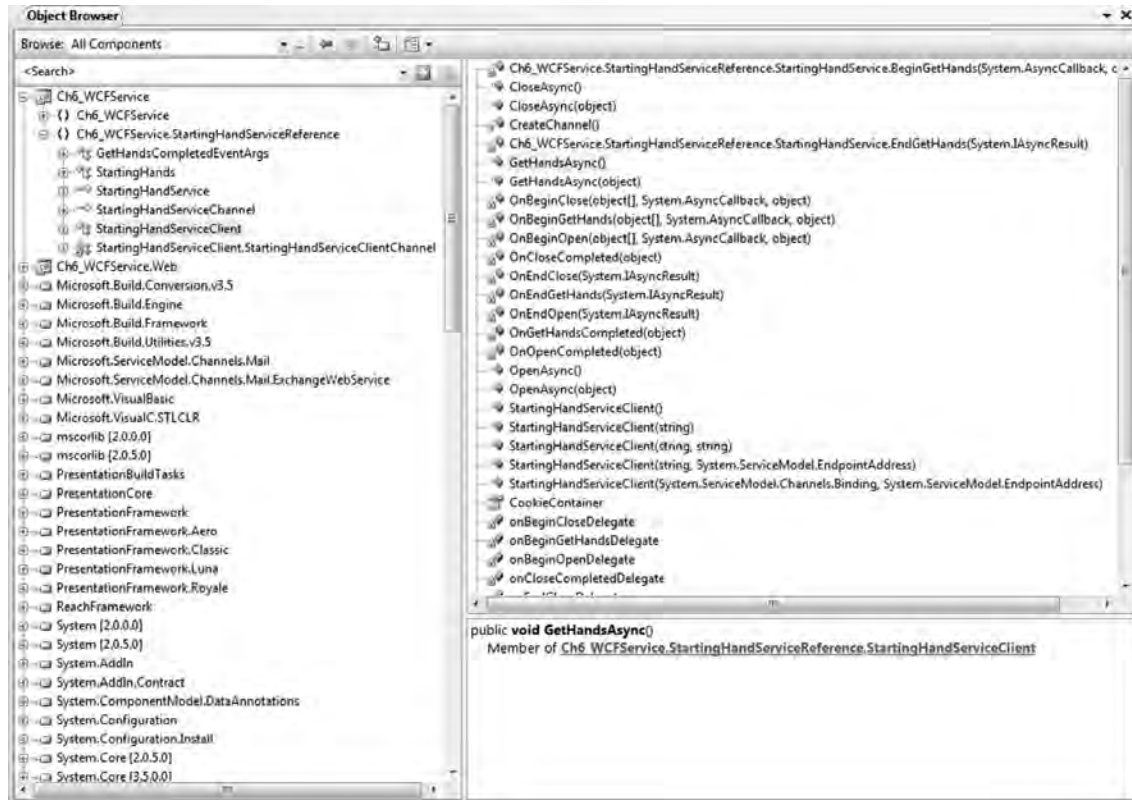 Object Browser
Browse: All Components
<Search>
Ch6_WCFService
Ch6_WCFService
Ch6_WCFService.StartingHandServiceReference
GetHandsCompletedEventArgs
StartingHands
StartingHandService
StartingHandServiceChannel
StartingHandServiceClient
StartingHandServiceClient.StartingHandServiceClientChannel
Ch6_WCFService.Web
Microsoft.Build.Conversion.v3.5
Microsoft.Build.Engine
Microsoft.Build.Framework
Microsoft.Build.Utilities.v3.5
Microsoft.ServiceModel.Channels.Mail
Microsoft.ServiceModel.Channels.Mail.ExchangeWebService
Microsoft.VisualBasic
Microsoft.VisualC.STLCLR
mscorlib [2.0.0.0]
mscorlib [2.0.5.0]
PresentationBuildTasks
PresentationCore
PresentationFramework
PresentationFramework.Aero
PresentationFramework.Classic
PresentationFramework.Luna
PresentationFramework.Royale
ReachFramework
System [2.0.0.0]
System [2.0.5.0]
System.AddIn
System.AddIn.Contract
System.ComponentModel.DataAnnotations
System.Configuration
System.Configuration.Install
System.Core [2.0.5.0]
System.Core [3.5.0.0]
Ch6_WCFService.StartingHandServiceReference.StartingHandService.BeginGetHands(System.AsyncCallback, c
CloseAsync()
CloseAsync(object)
CreateChannel()
Ch6_WCFService.StartingHandServiceReference.StartingHandService.EndGetHands(System.IAsyncResult)
GetHandsAsync()
GetHandsAsync(object)
OnBeginClose(object[], System.AsyncCallback, object)
OnBeginGetHands(object[], System.AsyncCallback, object)
OnBeginOpen(object[], System.AsyncCallback, object)
OnCloseCompleted(object)
OnEndClose(System.IAsyncResult)
OnEndGetHands(System.IAsyncResult)
OnEndOpen(System.IAsyncResult)
OnGetHandsCompleted(object)
OnOpenCompleted(object)
OpenAsync()
OpenAsync(object)
StartingHandServiceClient()
StartingHandServiceClient(string)
StartingHandServiceClient(string, string)
StartingHandServiceClient(string, System.ServiceModel.EndpointAddress)
StartingHandServiceClient(System.ServiceModel.Channels.Binding, System.ServiceModel.EndpointAddress)
CookieContainer
onBeginCloseDelegate
onBeginGetHandsDelegate
onBeginOpenDelegate
onCloseCompletedDelegate
public void GetHandsAsync()
Member of Ch6_WCFService.StartingHandServiceReference.StartingHandServiceClient